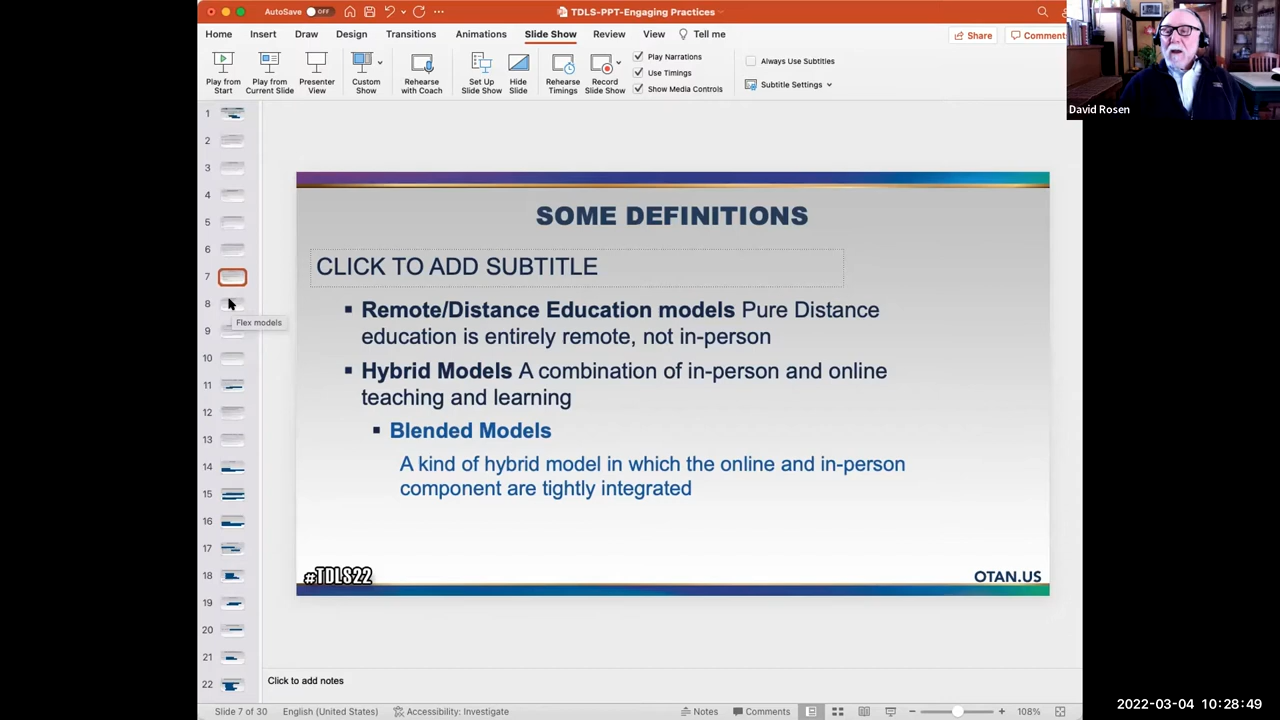 AutoSave OFF
TDLS-PPT-Engaging Practices
Home Insert Draw Design Transitions Animations Slide Show Review View Tell me
Share Comment
Play from Start
Play from Current Slide
Presenter View
Custom Show
Rehearse with Coach
Set Up Slide Show
Hide Slide
Rehearse Timings
Record Slide Show
Play Narrations
Use Timings
Show Media Controls
Always Use Subtitles
Subtitle Settings
David Rosen
1
2
3
4
5
6
7
8
Flex models
9
10
11
12
13
14
15
16
17
18
19
20
21
22
SOME DEFINITIONS
CLICK TO ADD SUBTITLE
▪ Remote/Distance Education models Pure Distance
education is entirely remote, not in-person
▪ Hybrid Models A combination of in-person and online
teaching and learning
▪ Blended Models
A kind of hybrid model in which the online and in-person
component are tightly integrated
#TDLS22
OTAN.US
Click to add notes
Slide 7 of 30 English (United States) Accessibility: Investigate Notes Comments 108%
2022-03-04 10:28:49